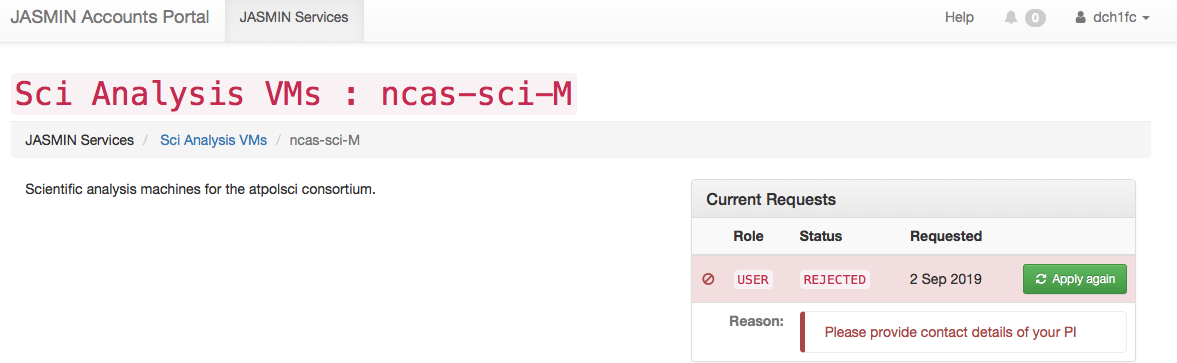 JASMIN Accounts Portal JASMIN Services Help 0 dch1fc
Sci Analysis VMs : ncas-sci-M
JASMIN Services / Sci Analysis VMs / ncas-sci-M
Scientific analysis machines for the atpolsci consortium.
Current Requests
Role Status Requested
USER REJECTED 2 Sep 2019 Apply again
Reason: Please provide contact details of your PI